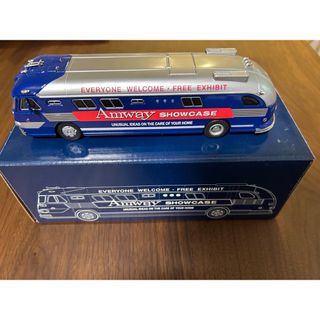 EVERYONE WELCOME · FREE EXHIBIT
Amway SHOWCASE
UNUSUAL IDEAS ON THE CARE OF YOUR HOME
EVERYONE WELCOME · FREE EXHIBIT
Amway SHOWCASE
UNUSUAL IDEAS ON THE CARE OF YOUR HOME